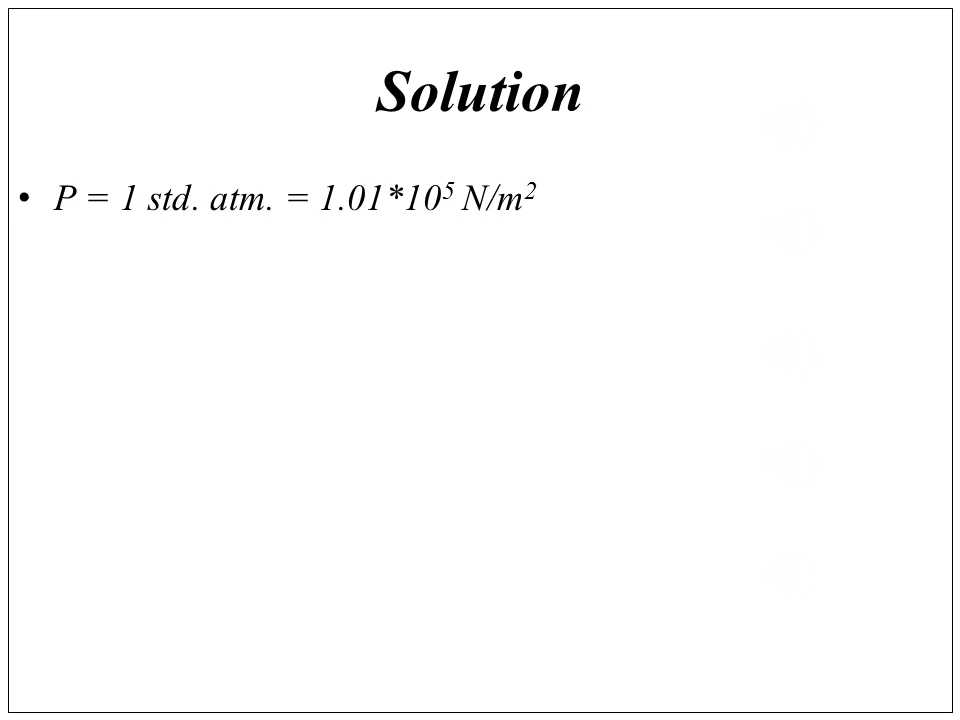 Solution
• P = 1 std. atm. = 1.01*10⁵ N/m²